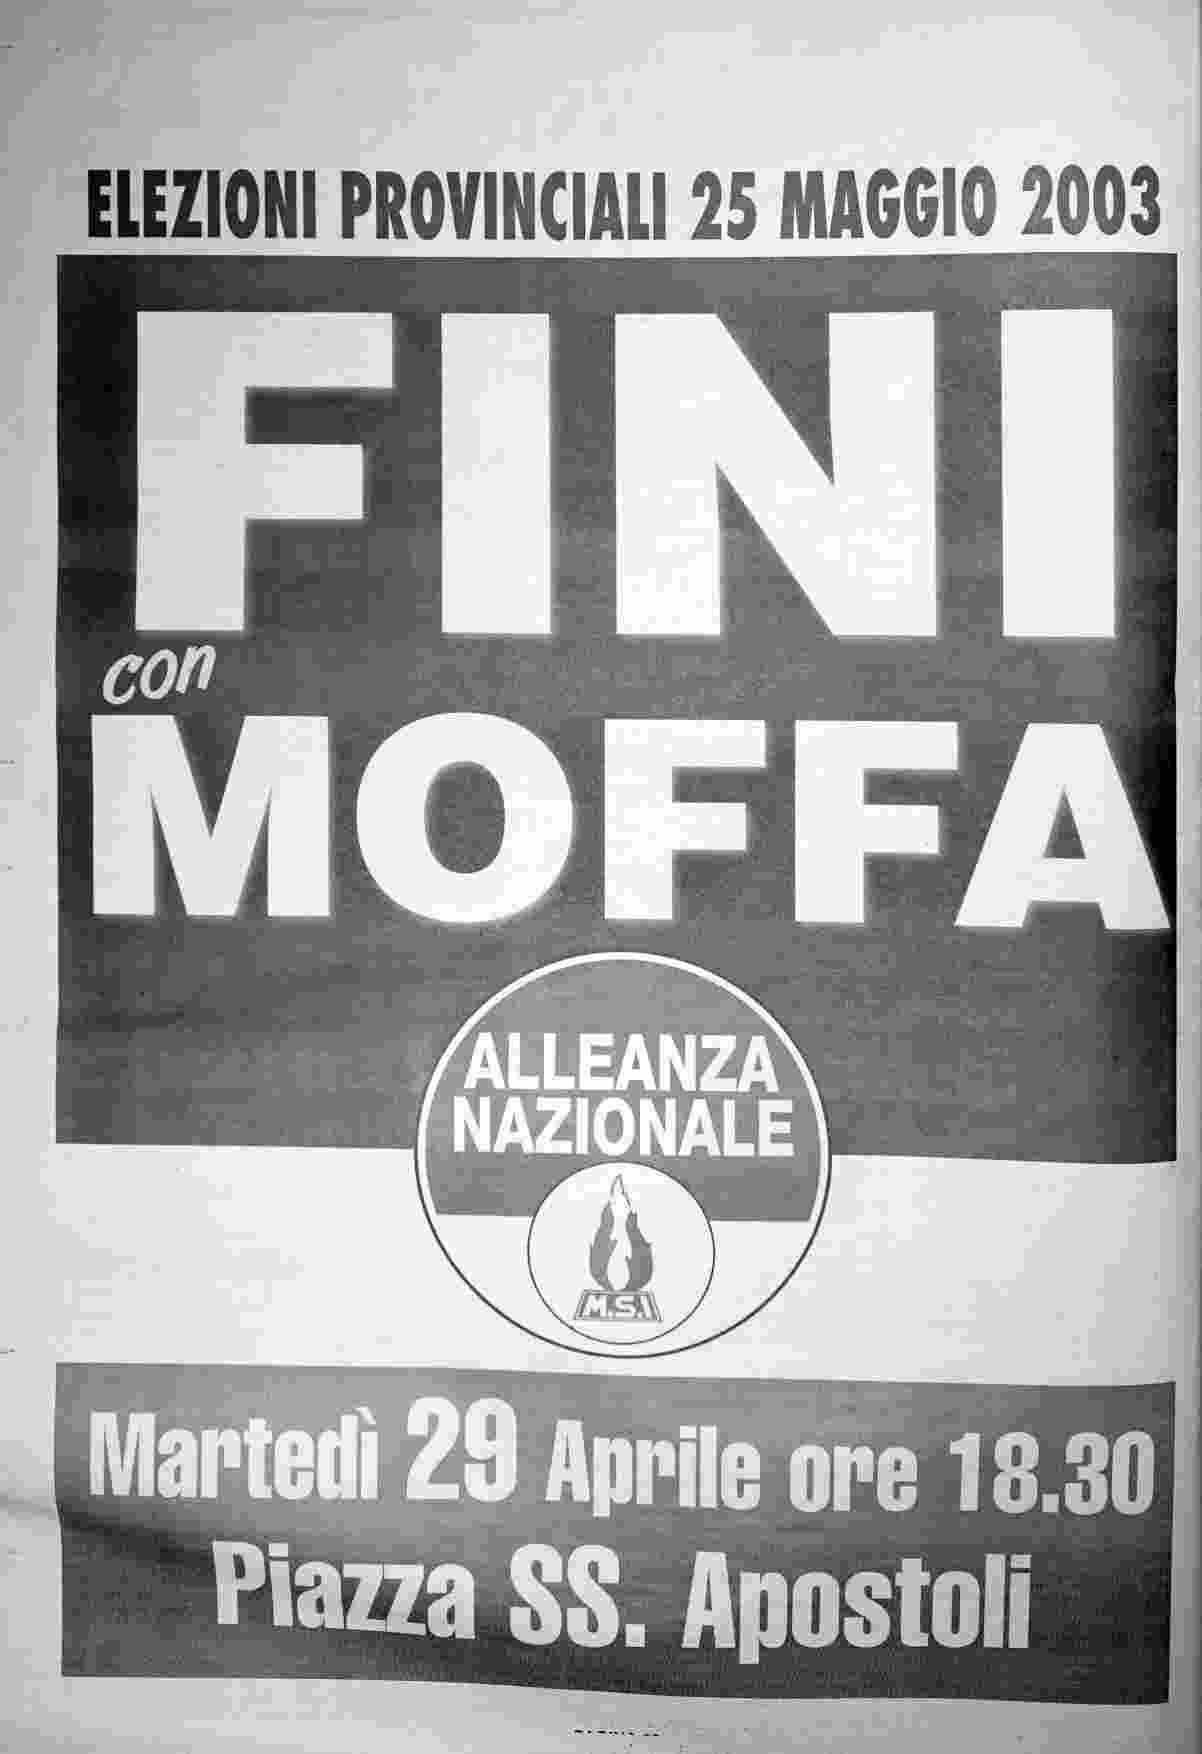 ELEZIONI PROVINCIALI 25 MAGGIO 2003
FINI
con
MOFFA
ALLEANZA
NAZIONALE
M.S.I
Martedì 29 Aprile ore 18.30
Piazza SS. Apostoli